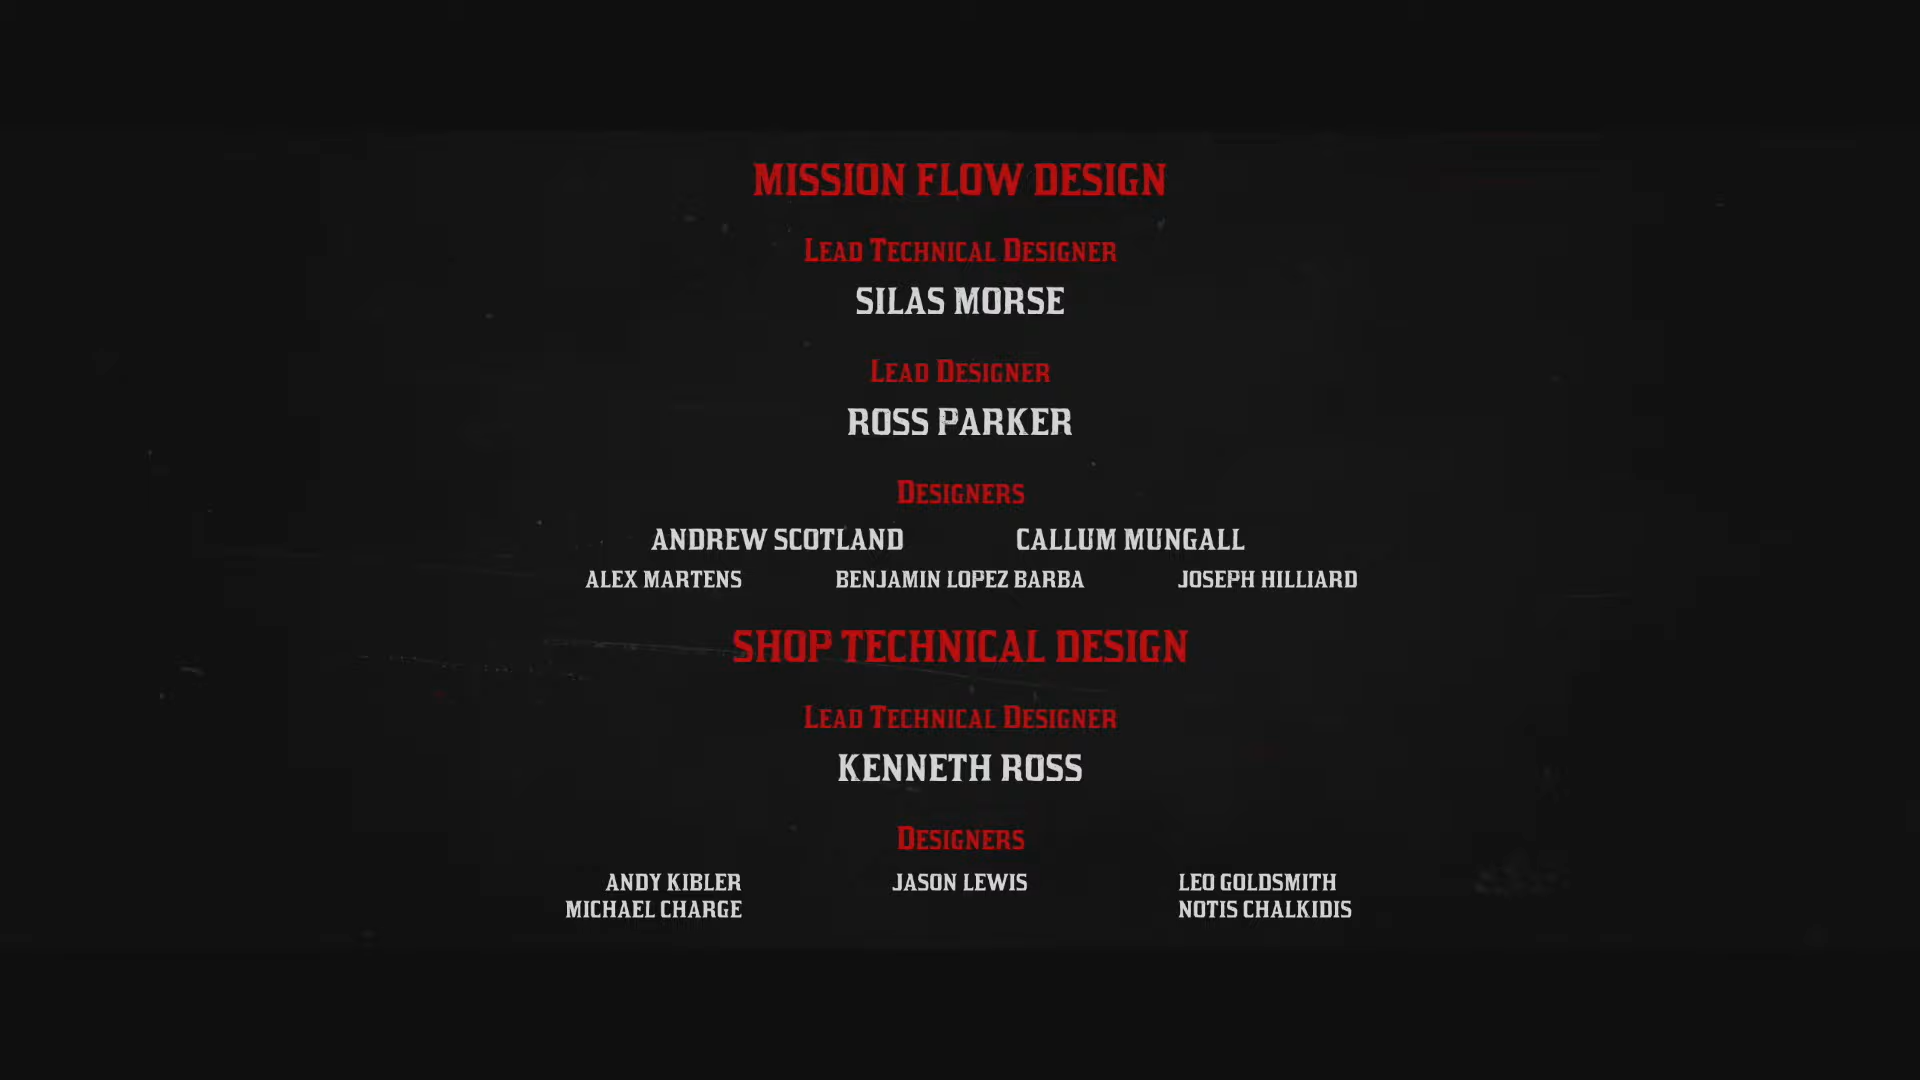 MISSION FLOW DESIGN
LEAD TECHNICAL DESIGNER
SILAS MORSE
LEAD DESIGNER
ROSS PARKER
DESIGNERS
ANDREW SCOTLAND CALLUM MUNGALL
ALEX MARTENS BENJAMIN LOPEZ BARBA JOSEPH HILLIARD
SHOP TECHNICAL DESIGN
LEAD TECHNICAL DESIGNER
KENNETH ROSS
DESIGNERS
ANDY KIBLER JASON LEWIS LEO GOLDSMITH
MICHAEL CHARGE NOTIS CHALKIDIS